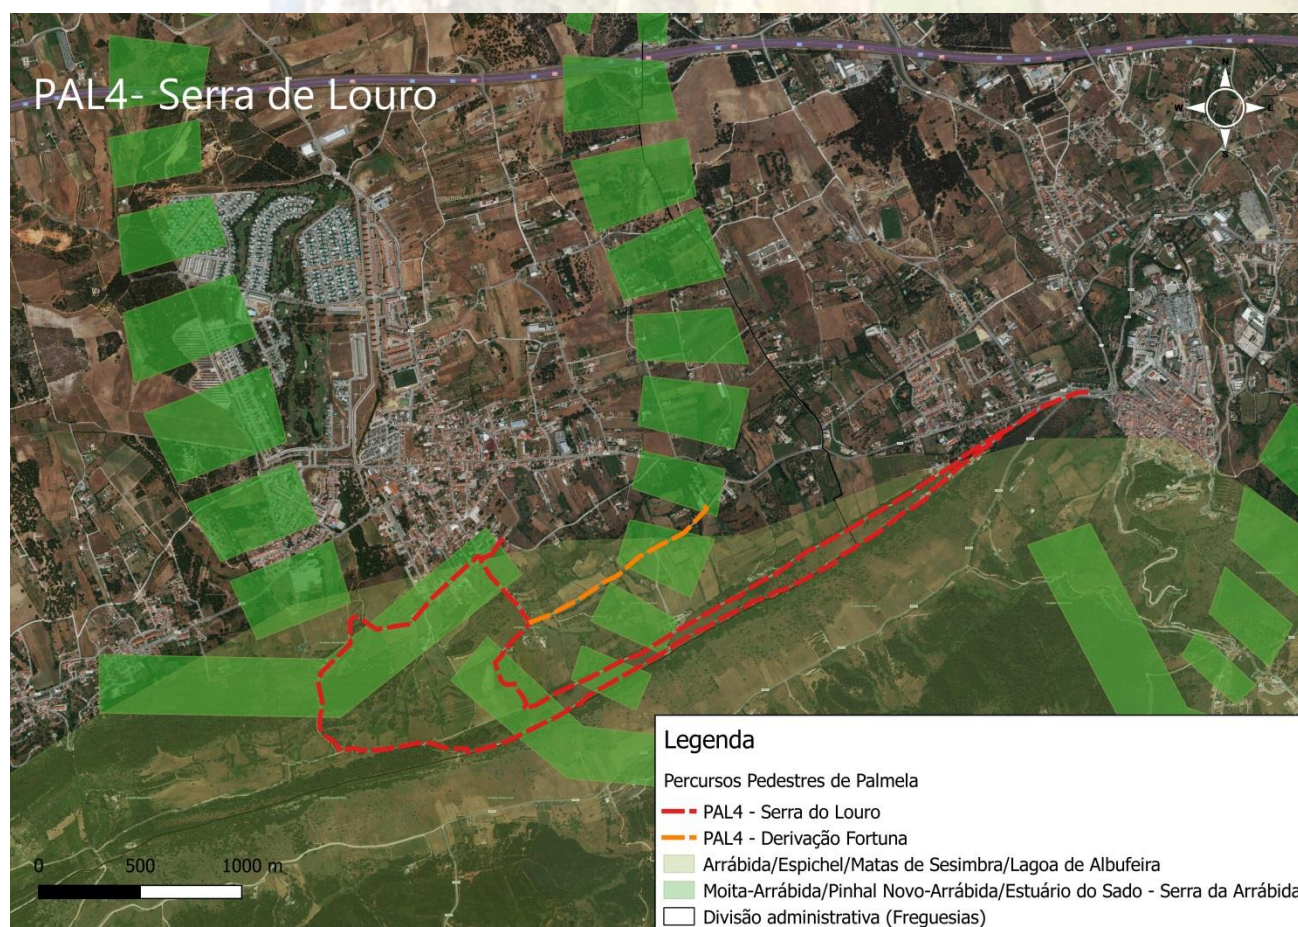 PAL4- Serra de Louro
N
W
E
S
Legenda
Percursos Pedestres de Palmela
PAL4 - Serra do Louro
PAL4 - Derivação Fortuna
Arrábida/Espichel/Matas de Sesimbra/Lagoa de Albufeira
Moita-Arrábida/Pinhal Novo-Arrábida/Estuário do Sado - Serra da Arrábida
Divisão administrativa (Freguesias)
0 500 1000 m